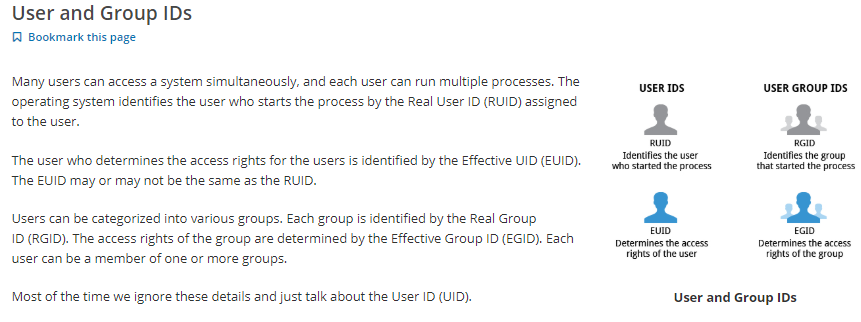 User and Group IDs
Bookmark this page
Many users can access a system simultaneously, and each user can run multiple processes. The
operating system identifies the user who starts the process by the Real User ID (RUID) assigned
to the user.
The user who determines the access rights for the users is identified by the Effective UID (EUID).
The EUID may or may not be the same as the RUID.
Users can be categorized into various groups. Each group is identified by the Real Group
ID (RGID). The access rights of the group are determined by the Effective Group ID (EGID). Each
user can be a member of one or more groups.
Most of the time we ignore these details and just talk about the User ID (UID).
USER IDS
RUID
Identifies the user
who started the process
EUID
Determines the access
rights of the user
USER GROUP IDS
RGID
Identifies the group
that started the process
EGID
Determines the access
rights of the group
User and Group IDs